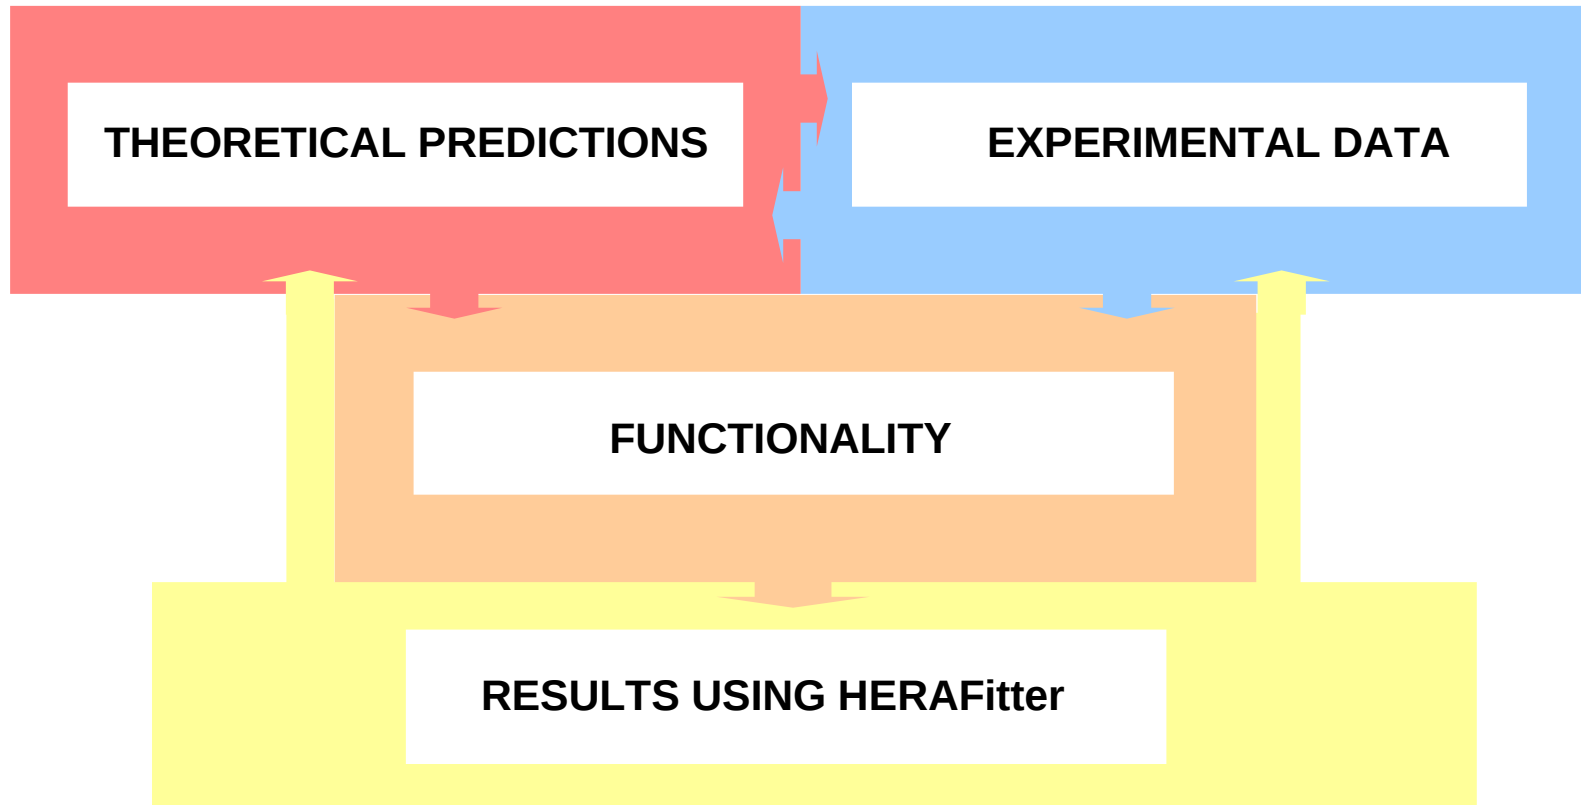 THEORETICAL PREDICTIONS
EXPERIMENTAL DATA
FUNCTIONALITY
RESULTS USING HERAFitter